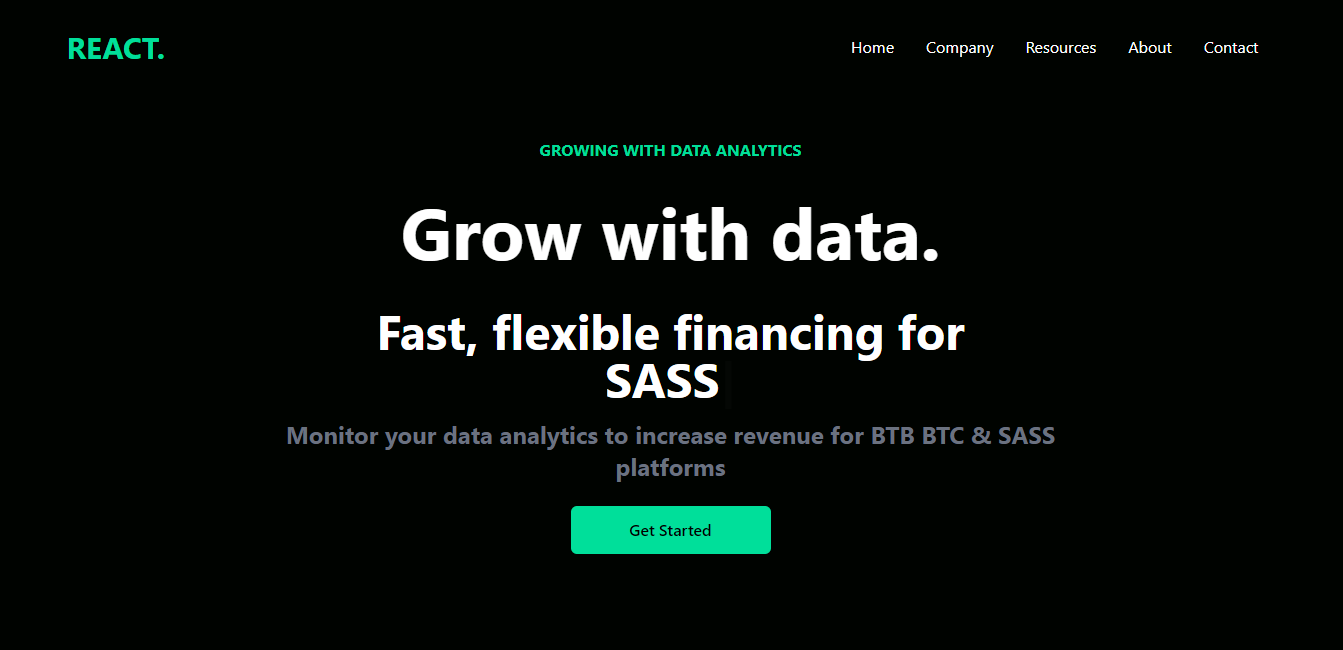 REACT.
Home Company Resources About Contact
GROWING WITH DATA ANALYTICS
Grow with data.
Fast, flexible financing for
SASS
Monitor your data analytics to increase revenue for BTB BTC & SASS
platforms
Get Started